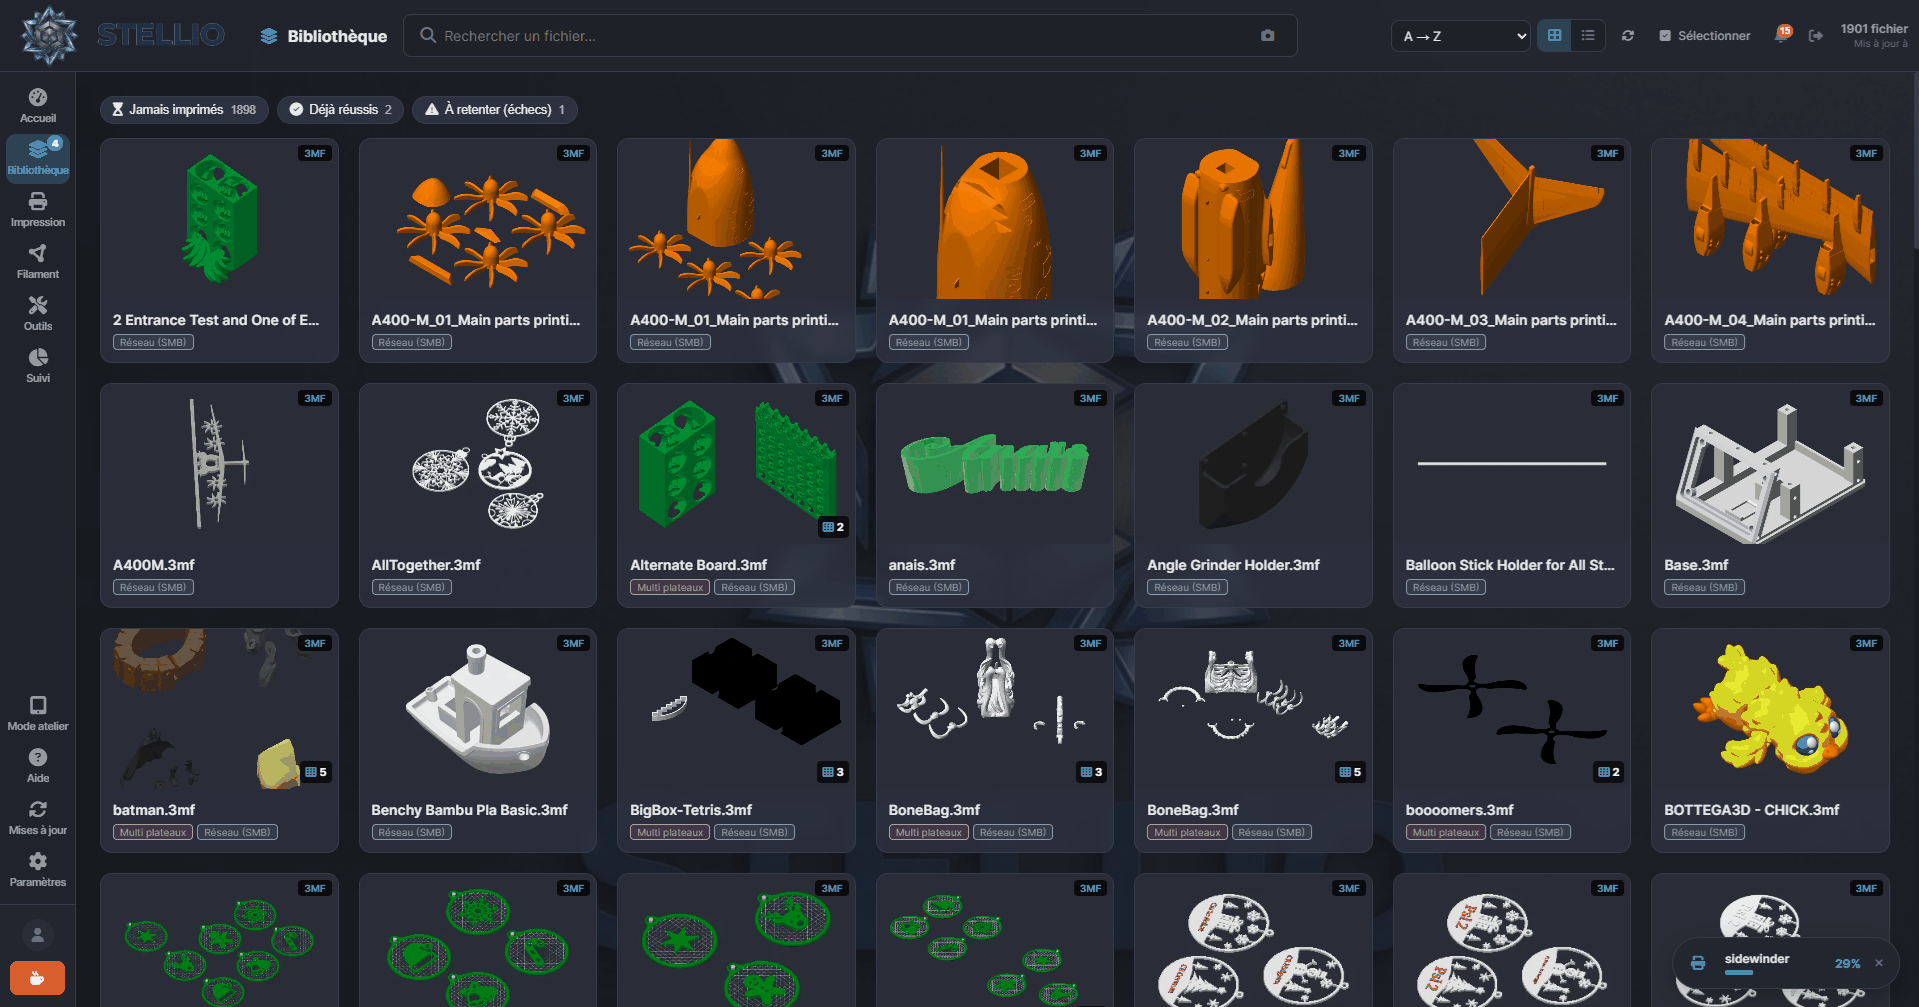 STELLIO
Bibliothèque
Rechercher un fichier...
A → Z
Sélectionner
15
1901 fichier
Mis à jour à
Accueil
4
Bibliothèque
Impression
Filament
Outils
Suivi
Mode atelier
Aide
Mises à jour
Paramètres
Jamais imprimés 1898
Déjà réussis 2
À retenter (échecs) 1
3MF 3MF 3MF 3MF 3MF 3MF 3MF
2 Entrance Test and One of E...
Réseau (SMB)
A400-M_01_Main parts printi...
Réseau (SMB)
A400-M_01_Main parts printi...
Réseau (SMB)
A400-M_01_Main parts printi...
Réseau (SMB)
A400-M_02_Main parts printi...
Réseau (SMB)
A400-M_03_Main parts printi...
Réseau (SMB)
A400-M_04_Main parts printi...
Réseau (SMB)
3MF 3MF 3MF 3MF 3MF 3MF 3MF
A400M.3mf
Réseau (SMB)
AllTogether.3mf
Réseau (SMB)
2
Alternate Board.3mf
Multi plateaux Réseau (SMB)
anais.3mf
Réseau (SMB)
Angle Grinder Holder.3mf
Réseau (SMB)
Balloon Stick Holder for All St...
Réseau (SMB)
Base.3mf
Réseau (SMB)
3MF 3MF 3MF 3MF 3MF 3MF 3MF
5
batman.3mf
Multi plateaux Réseau (SMB)
Benchy Bambu Pla Basic.3mf
Réseau (SMB)
3
BigBox-Tetris.3mf
Multi plateaux Réseau (SMB)
3
BoneBag.3mf
Multi plateaux Réseau (SMB)
5
BoneBag.3mf
Multi plateaux Réseau (SMB)
2
boooomers.3mf
Multi plateaux Réseau (SMB)
BOTTEGA3D - CHICK.3mf
Réseau (SMB)
3MF 3MF 3MF 3MF 3MF 3MF 3MF
sidewinder
29%